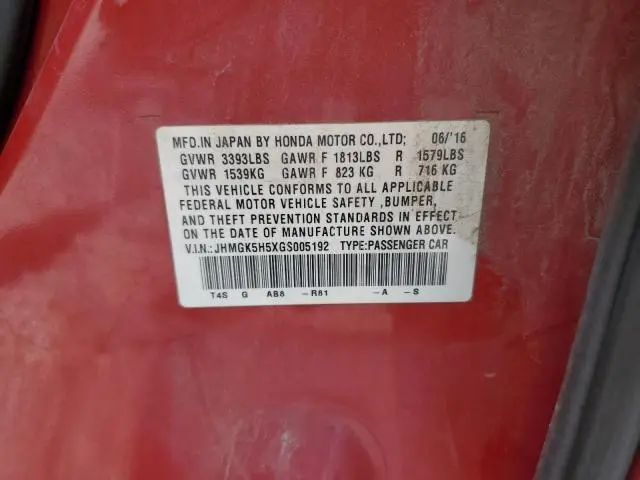 MFD.IN JAPAN BY HONDA MOTOR CO.,LTD; 06/'16
GVWR 3393LBS GAWR F 1813LBS R 1579LBS
GVWR 1539KG GAWR F 823 KG R 716 KG
THIS VEHICLE CONFORMS TO ALL APPLICABLE
FEDERAL MOTOR VEHICLE SAFETY ,BUMPER,
AND THEFT PREVENTION STANDARDS IN EFFECT
ON THE DATE OF MANUFACTURE SHOWN ABOVE.
V.I.N.:JHMGK5H5XGS005192 TYPE:PASSENGER CAR
T4S G AB8 -R81 -A -S